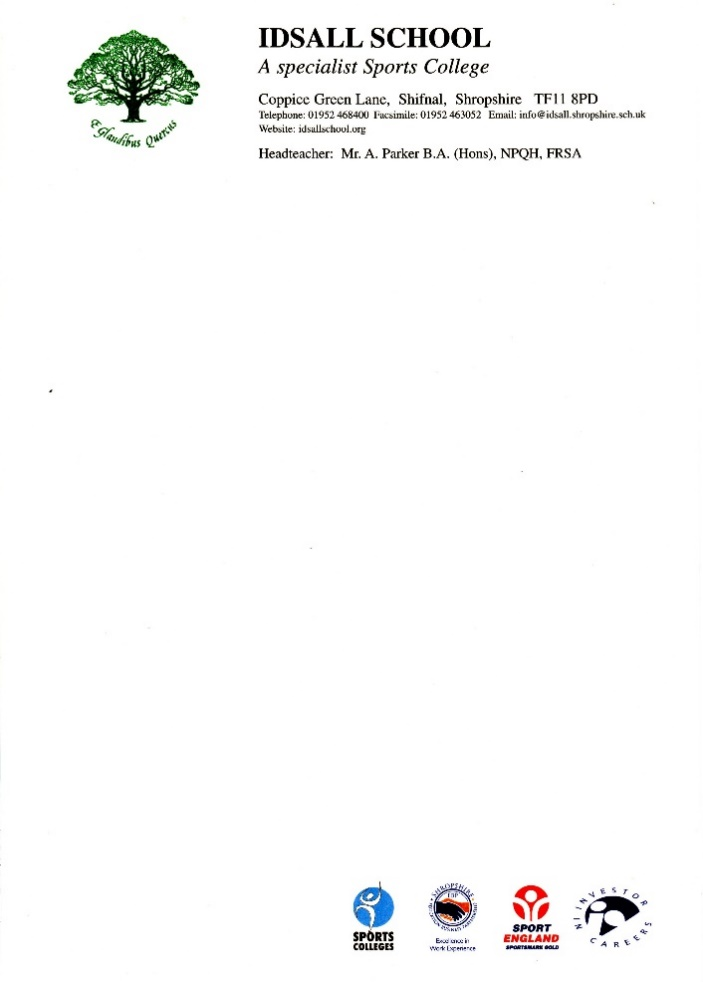 IDSALL SCHOOL
A specialist Sports College
Coppice Green Lane, Shifnal, Shropshire TF11 8PD
Telephone: 01952 468400 Facsimile: 01952 463052 Email: info@idsall.shropshire.sch.uk
Website: idsallschool.org
Headteacher: Mr. A. Parker B.A. (Hons), NPQH, FRSA
E Glandibus Quercus
SPORTS
COLLEGES
SHROPSHIRE
Excellence in
Work Experience
SPORT
ENGLAND
SPORTSMARK GOLD
INVESTOR
IN
CAREERS